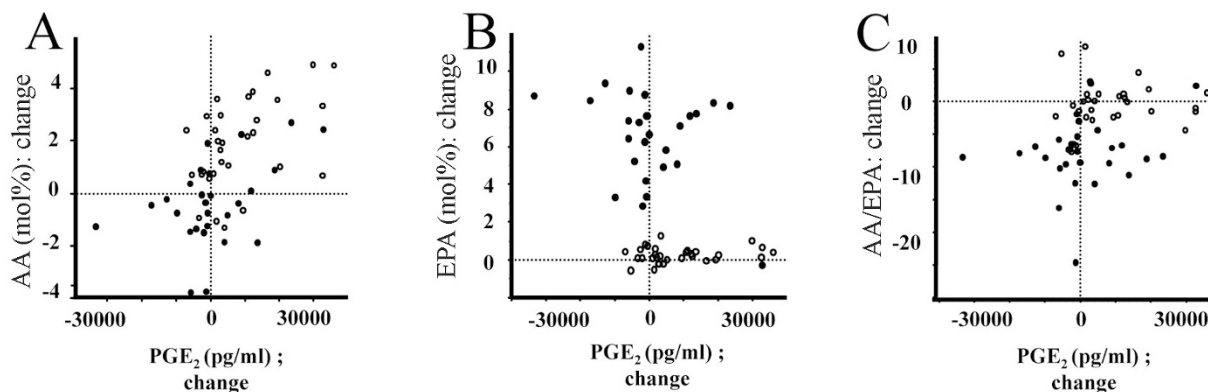 A
AA (mol%): change
4
2
0
-2
-4
-30000 0 30000
PGE₂ (pg/ml) ;
change
B
EPA (mol%): change
10
8
6
4
2
0
-30000 0 30000
PGE₂ (pg/ml) ;
change
C
AA/EPA: change
10
0
-10
-20
-30000 0 30000
PGE₂ (pg/ml) ;
change